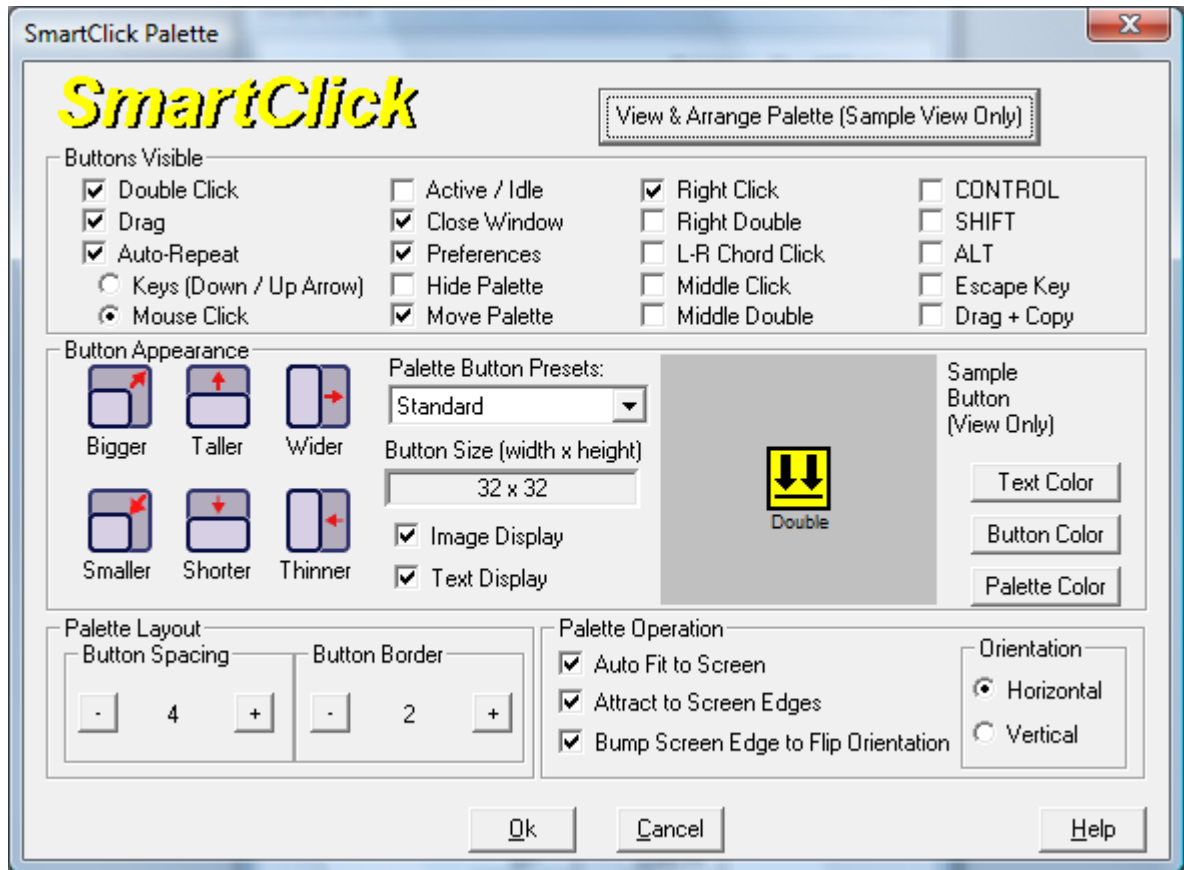 SmartClick Palette
X
SmartClick
View & Arrange Palette (Sample View Only)
Buttons Visible
Double Click
Drag
Auto-Repeat
Keys (Down / Up Arrow)
Mouse Click
Active / Idle
Close Window
Preferences
Hide Palette
Move Palette
Right Click
Right Double
L-R Chord Click
Middle Click
Middle Double
CONTROL
SHIFT
ALT
Escape Key
Drag + Copy
Button Appearance
Bigger
Taller
Wider
Smaller
Shorter
Thinner
Palette Button Presets:
Standard
Button Size (width x height)
32 x 32
Image Display
Text Display
Double
Sample
Button
(View Only)
Text Color
Button Color
Palette Color
Palette Layout
Button Spacing
- 4 +
Button Border
- 2 +
Palette Operation
Auto Fit to Screen
Attract to Screen Edges
Bump Screen Edge to Flip Orientation
Orientation
Horizontal
Vertical
Ok
Cancel
Help